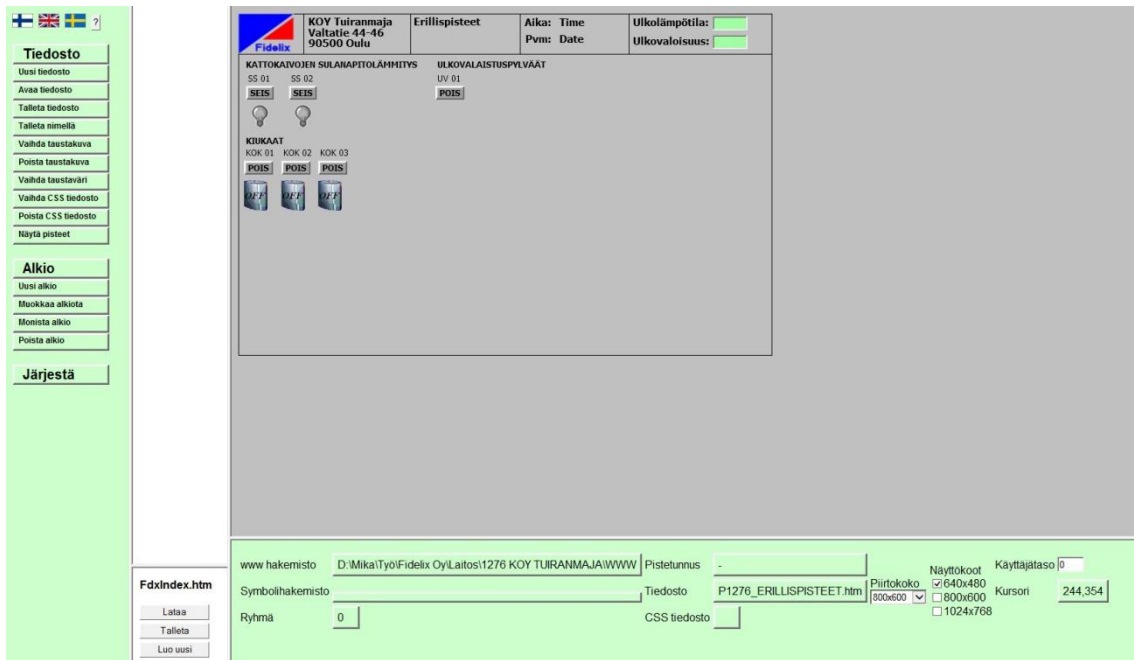 ?
Tiedosto
Uusi tiedosto
Avaa tiedosto
Talleta tiedosto
Talleta nimellä
Vaihda taustakuva
Poista taustakuva
Vaihda taustaväri
Vaihda CSS tiedosto
Poista CSS tiedosto
Näytä pisteet
Alkio
Uusi alkio
Muokkaa alkiota
Monista alkio
Poista alkio
Järjestä
FdxIndex.htm
Lataa
Talleta
Luo uusi
Fidelix
KOY Tuiranmaja
Valtatie 44-46
90500 Oulu
Erillispisteet
Aika: Time
Pvm: Date
Ulkolämpötila:
Ulkovaloisuus:
KATTOKAIVOJEN SULANAPITOLÄMMITYS
SS 01 SS 02
SEIS SEIS
ULKOVALAISTUSPYLVÄÄT
UV 01
POIS
KIUKAAT
KOK 01 KOK 02 KOK 03
POIS POIS POIS
OFF OFF OFF
www hakemisto D:\Mika\Työ\Fidelix Oy\Laitos\1276 KOY TUIRANMAJA\WWW
Symbolihakemisto
Ryhmä 0
Pistetunnus -
Tiedosto P1276_ERILLISPISTEET.htm
CSS tiedosto
Piirtokoko
800x600
Näyttökoot
640x480
800x600
1024x768
Käyttäjätaso 0
Kursori 244,354